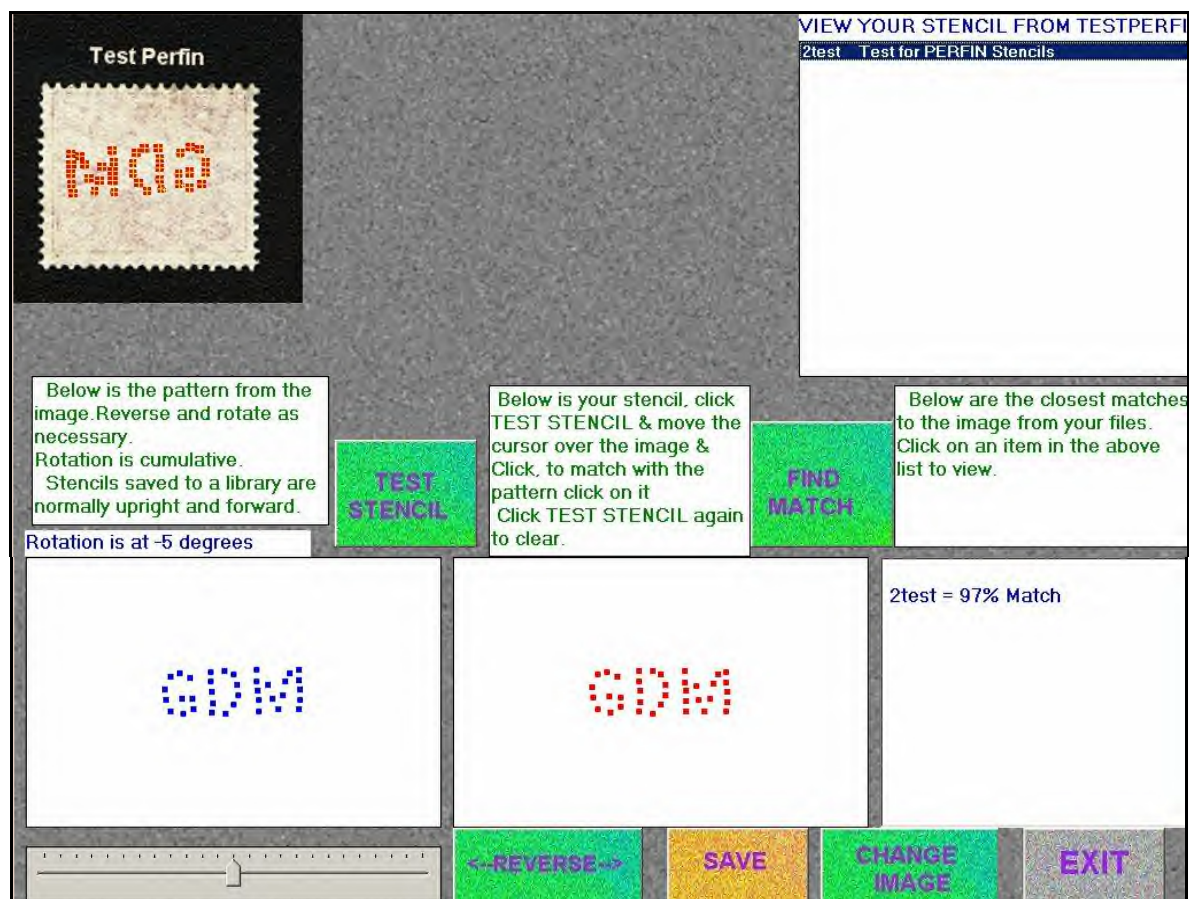 Test Perfin
VIEW YOUR STENCIL FROM TESTPERFI
2test Test for PERFIN Stencils
Below is the pattern from the
image.Reverse and rotate as
necessary.
Rotation is cumulative.
Stencils saved to a library are
normally upright and forward.
TEST
STENCIL
Below is your stencil, click
TEST STENCIL & move the
cursor over the image &
Click, to match with the
pattern click on it
Click TEST STENCIL again
to clear.
FIND
MATCH
Below are the closest matches
to the image from your files.
Click on an item in the above
list to view.
Rotation is at -5 degrees
GDM
GDM
2test = 97% Match
<--REVERSE-->
SAVE
CHANGE
IMAGE
EXIT